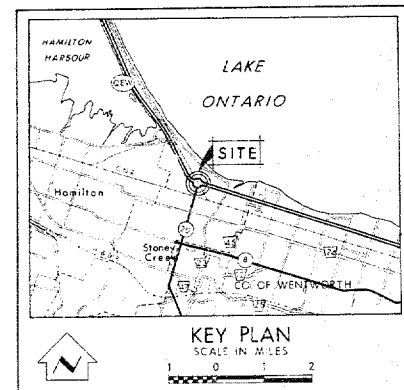 HAMILTON
HARBOUR
LAKE
ONTARIO
QEW
SITE
C.N.R.
Hamilton
20
Stoney
Creek
8
CO. OF WENTWORTH
N
KEY PLAN
SCALE IN MILES
1 0 1 2